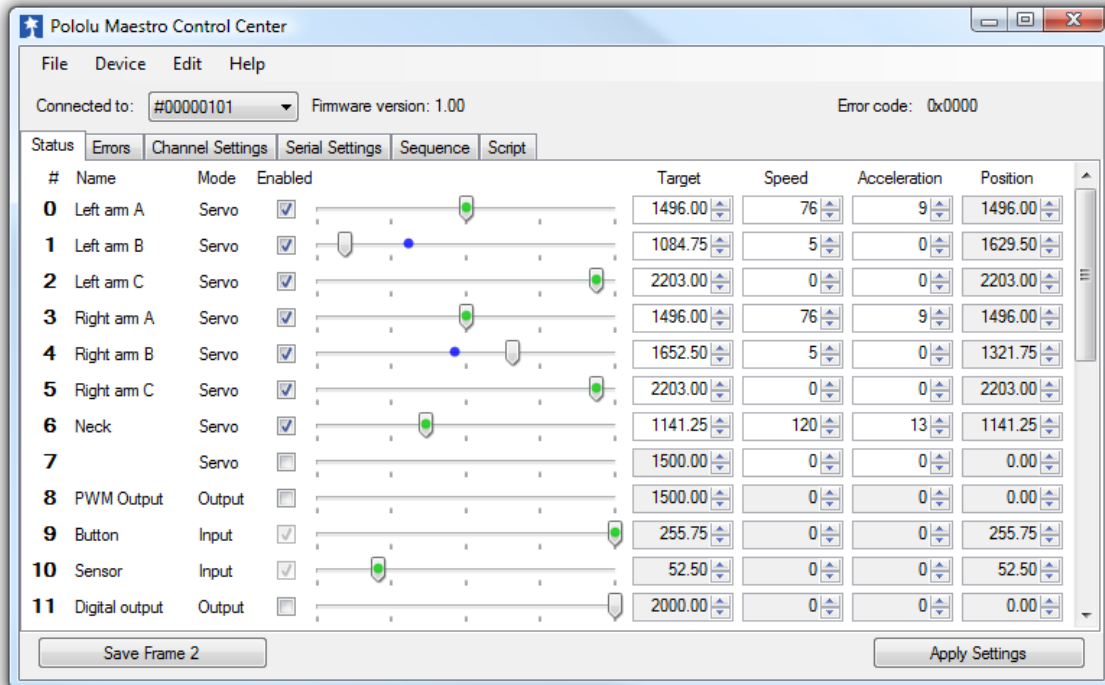 Pololu Maestro Control Center
File Device Edit Help
Connected to: #00000101 Firmware version: 1.00 Error code: 0x0000
Status Errors Channel Settings Serial Settings Sequence Script
# Name Mode Enabled Target Speed Acceleration Position
0 Left arm A Servo 1496.00 76 9 1496.00
1 Left arm B Servo 1084.75 5 0 1629.50
2 Left arm C Servo 2203.00 0 0 2203.00
3 Right arm A Servo 1496.00 76 9 1496.00
4 Right arm B Servo 1652.50 5 0 1321.75
5 Right arm C Servo 2203.00 0 0 2203.00
6 Neck Servo 1141.25 120 13 1141.25
7 Servo 1500.00 0 0 0.00
8 PWM Output Output 1500.00 0 0 0.00
9 Button Input 255.75 0 0 255.75
10 Sensor Input 52.50 0 0 52.50
11 Digital output Output 2000.00 0 0 0.00
Save Frame 2 Apply Settings